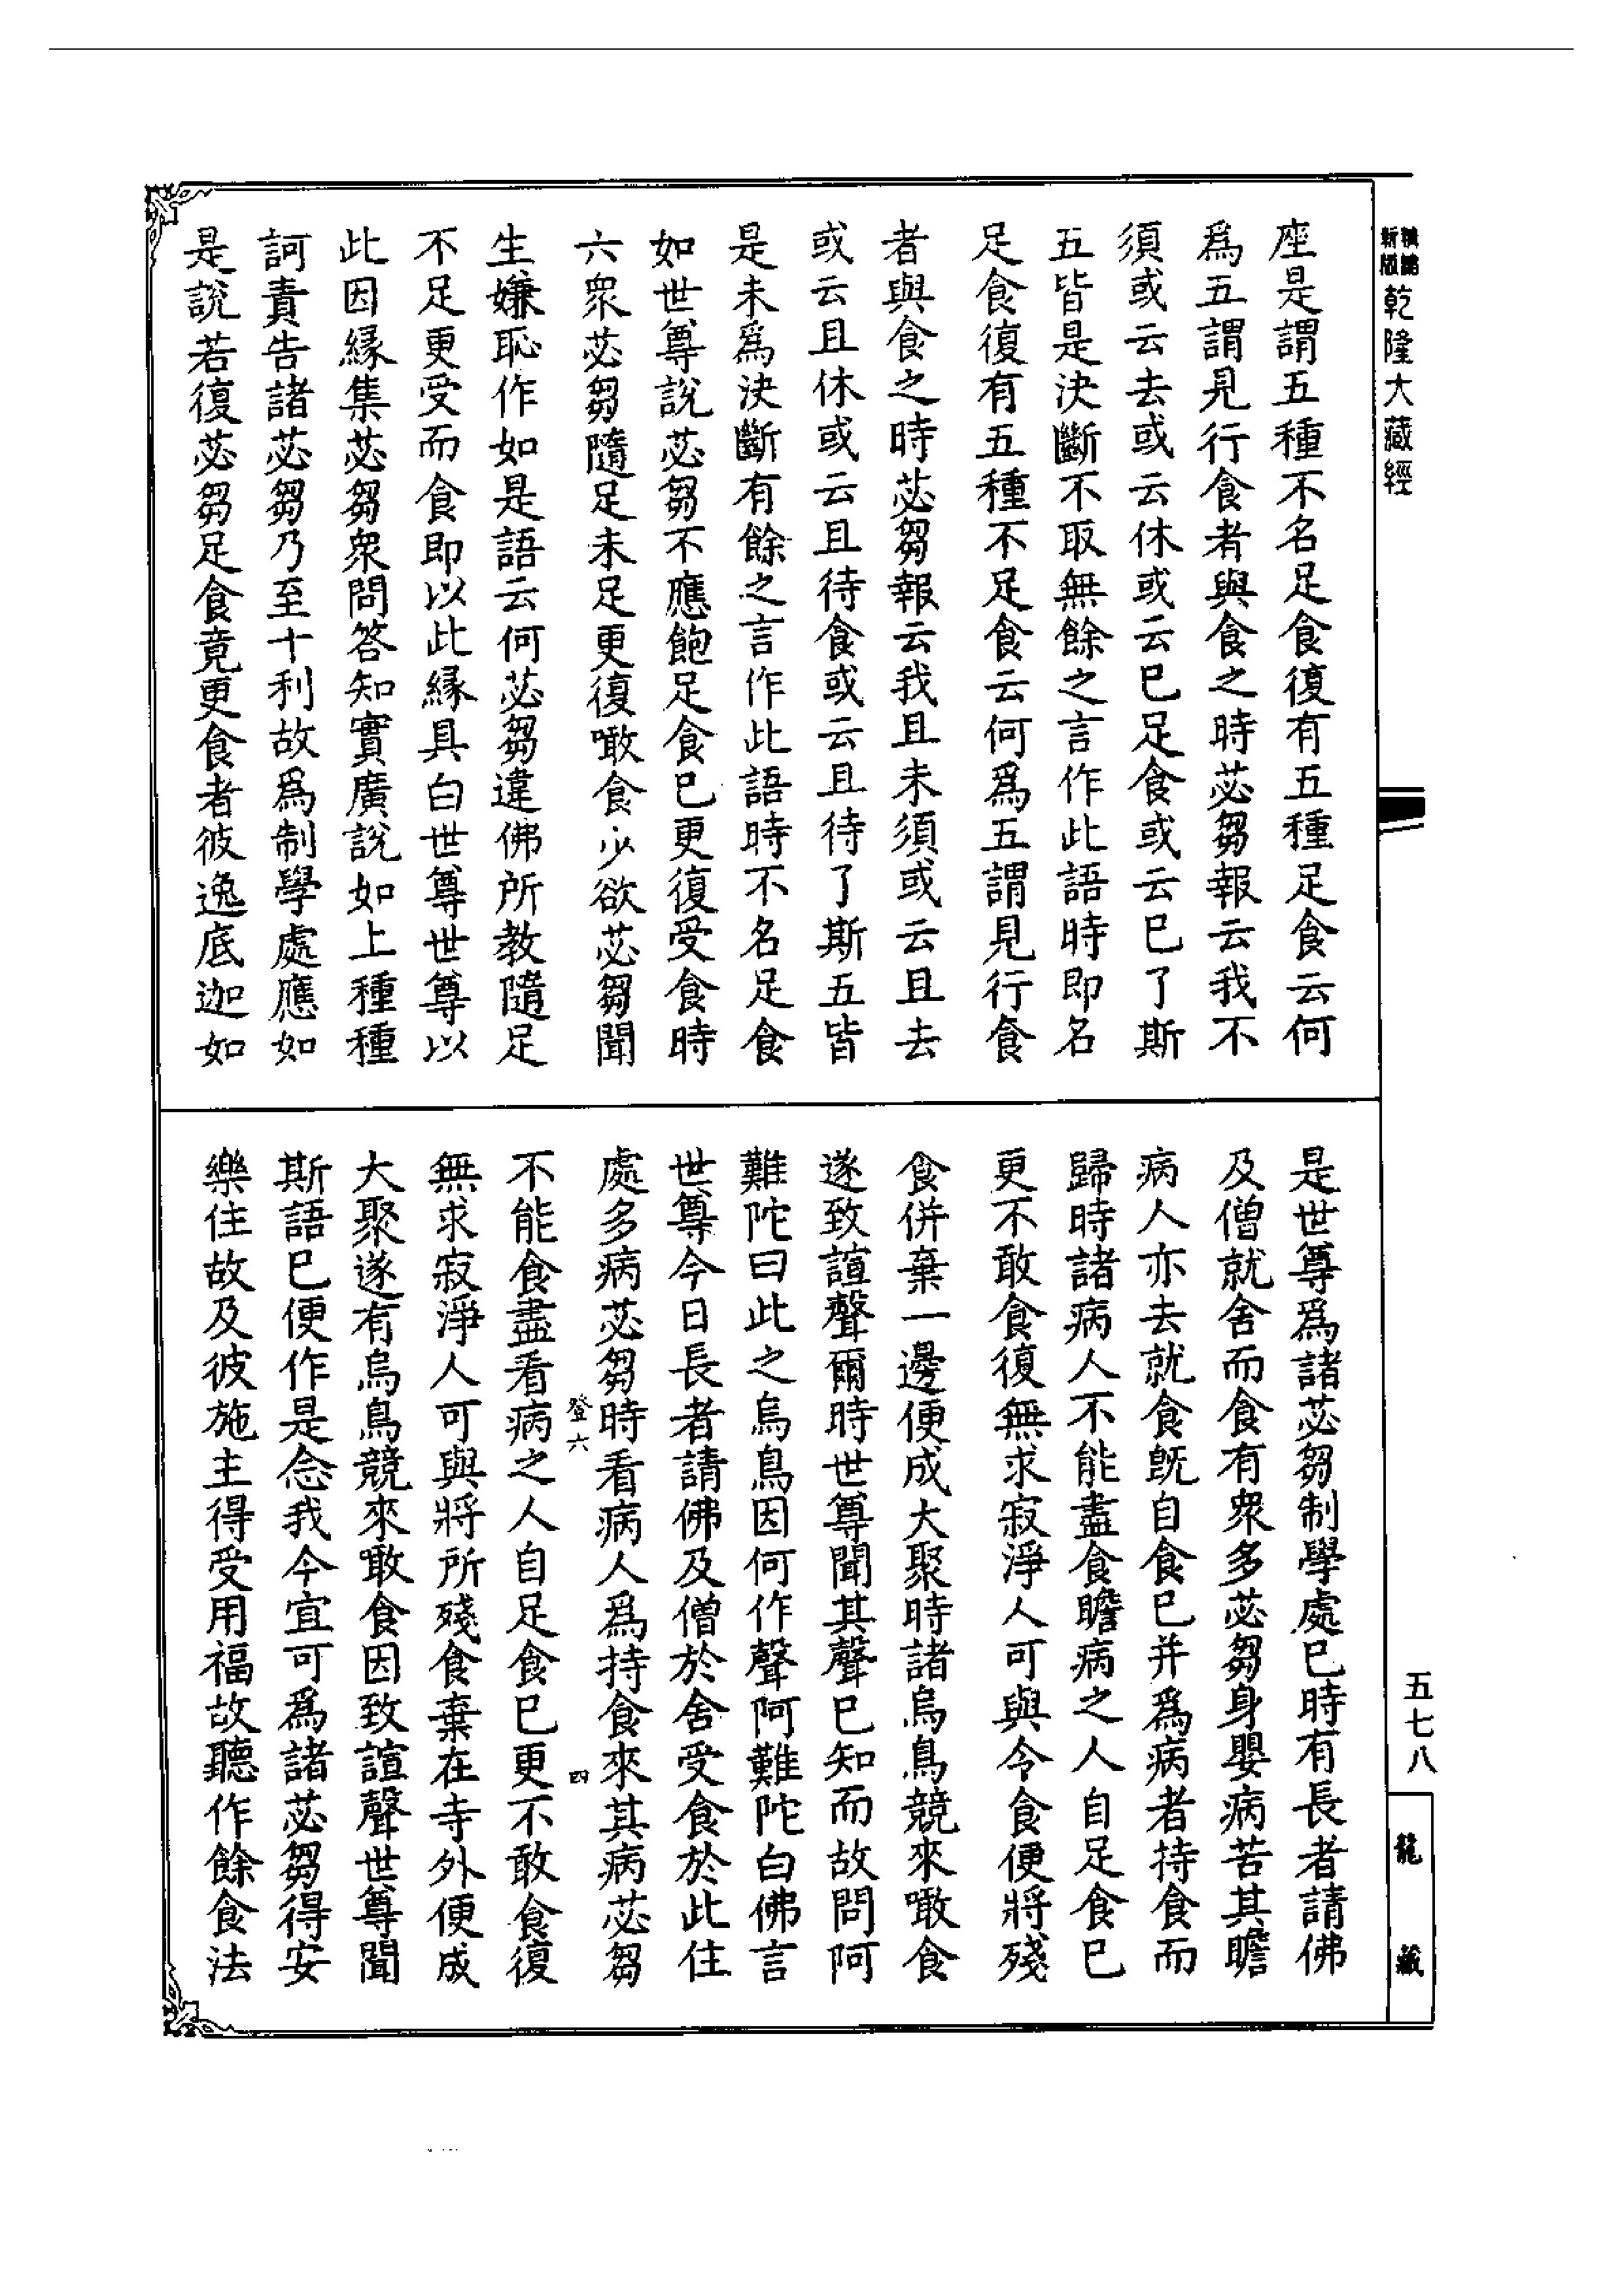 新版
精縮
乾隆大藏經
座是謂五種不名足食復有五種足食云何
爲五謂見行食者與食之時苾芻報云我不
須或云去或云休或云已足食或云已了斯
五皆是決斷不取無餘之言作此語時即名
足食復有五種不足食云何爲五謂見行食
者與食之時苾芻報云我且未須或云且去
或云且休或云且待食或云且待了斯五皆
是未爲決斷有餘之言作此語時不名足食
如世尊說苾芻不應飽足食已更復受食時
六衆苾芻隨足未足更復噉食少欲苾芻聞
生嫌恥作如是語云何苾芻違佛所教隨足
不足更受而食即以此緣具白世尊世尊以
此因緣集苾芻衆問答知實廣說如上種種
訶責告諸苾芻乃至十利故爲制學處應如
是說若復苾芻足食竟更食者彼逸底迦如
是世尊爲諸苾芻制學處已時有長者請佛
及僧就舍而食有衆多苾芻身嬰病苦其瞻
病人亦去就食既自食已并爲病者持食而
歸時諸病人不能盡食瞻病之人自足食已
更不敢食復無求寂淨人可與令食便將殘
食併棄一邊便成大聚時諸烏鳥競來噉食
遂致諠聲爾時世尊聞其聲已知而故問阿
難陀曰此之烏鳥因何作聲阿難陀白佛言
世尊今日長者請佛及僧於舍受食於此住
處多病苾芻時看病人爲持食來其病苾芻
登六
四
不能食盡看病之人自足食已更不敢食復
無求寂淨人可與將所殘食棄在寺外便成
大聚遂有烏鳥競來噉食因致諠聲世尊聞
斯語已便作是念我今宜可爲諸苾芻得安
樂住故及彼施主得受用福故聽作餘食法
五七八
龍藏